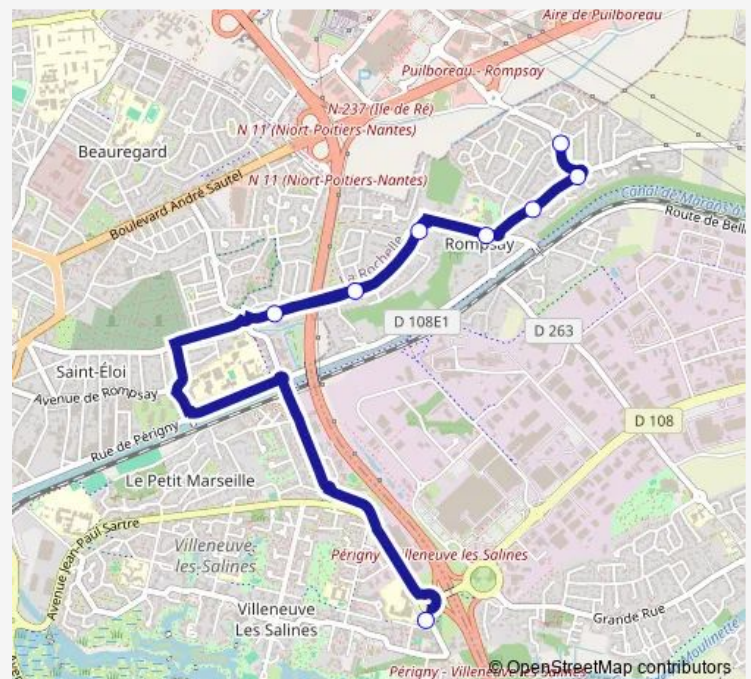 Aire de Puilboreau
Puilboreau - Rompsay
N 237 (Ile de Ré)
N 11 (Niort-Poitiers-Nantes)
Beauregard
N 11 (Niort-Poitiers-Nantes)
Boulevard André Sautel
Canal de Marans à
Route de Bell
La Rochelle
Rompsay
D 108E1
D 263
Saint-Éloi
Avenue de Rompsay
D 108
Rue de Périgny
Le Petit Marseille
Avenue Jean-Paul Sartre
Villeneuve
les-Salines
Périgny - Villeneuve les Salines
Villeneuve
Les Salines
Grande Rue
Moulinette
Périgny - Villeneuve les Salines
© OpenStreetMap contributors